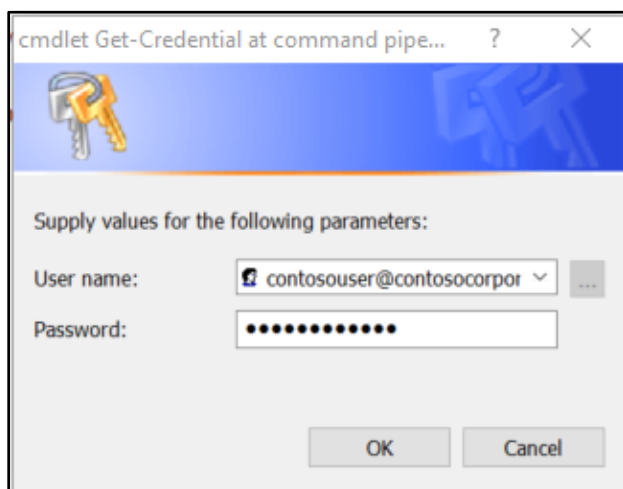 cmdlet Get-Credential at command pipe... ?
Supply values for the following parameters:
User name: contosouser@contosocorpor ...
Password: ●●●●●●●●●●●●
OK Cancel